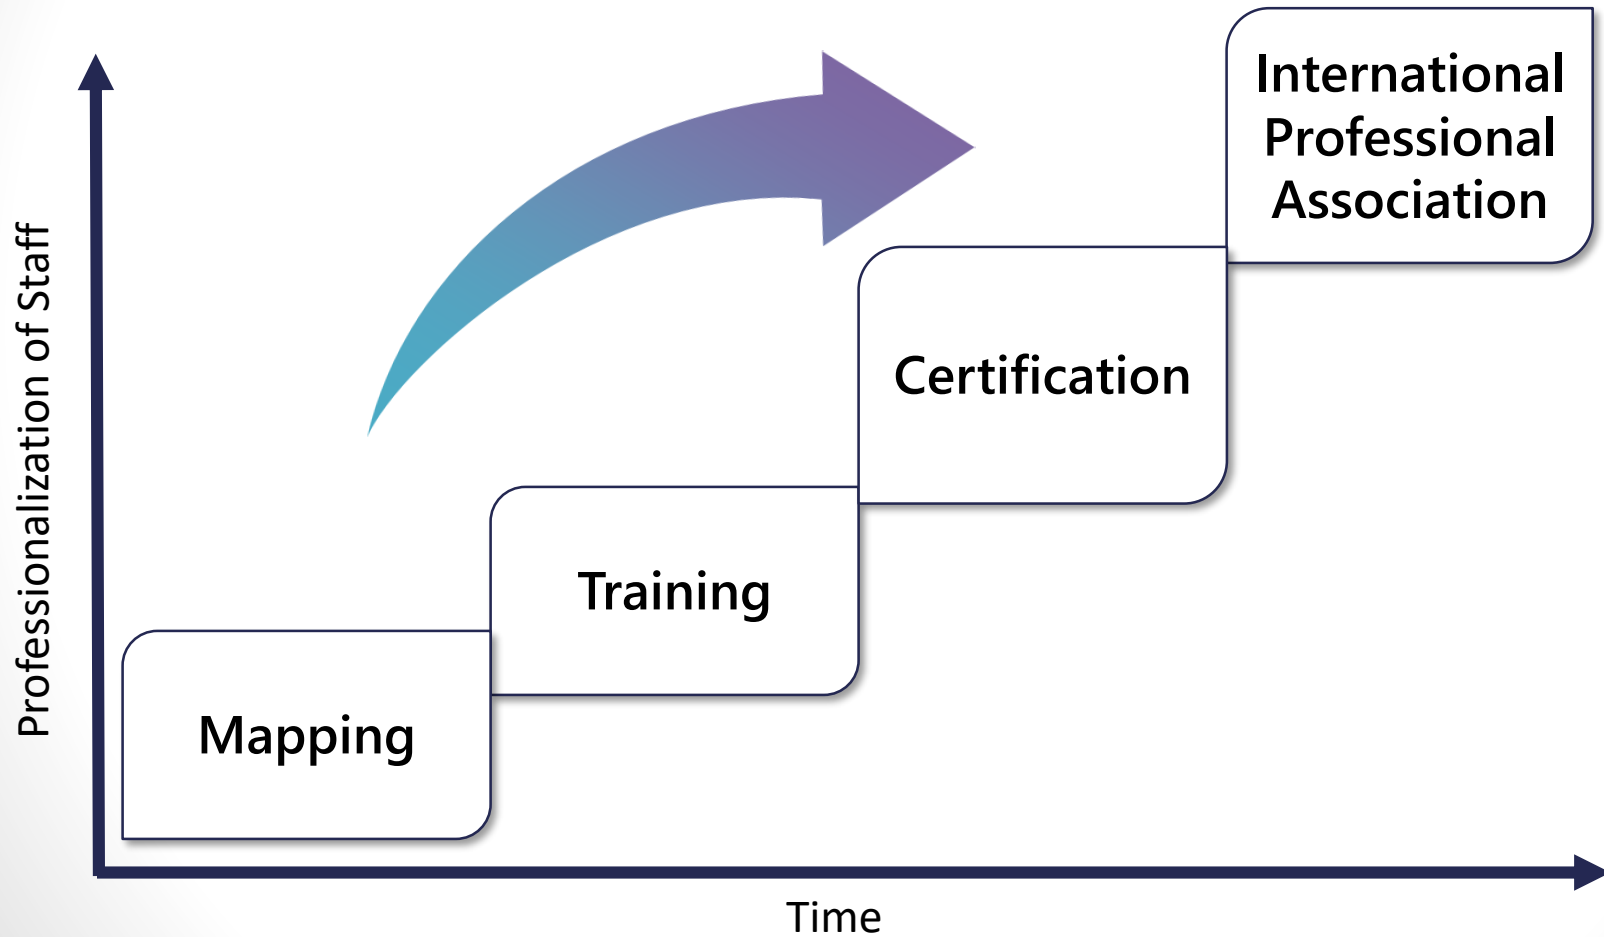 Professionalization of Staff
International
Professional
Association
Certification
Training
Mapping
Time